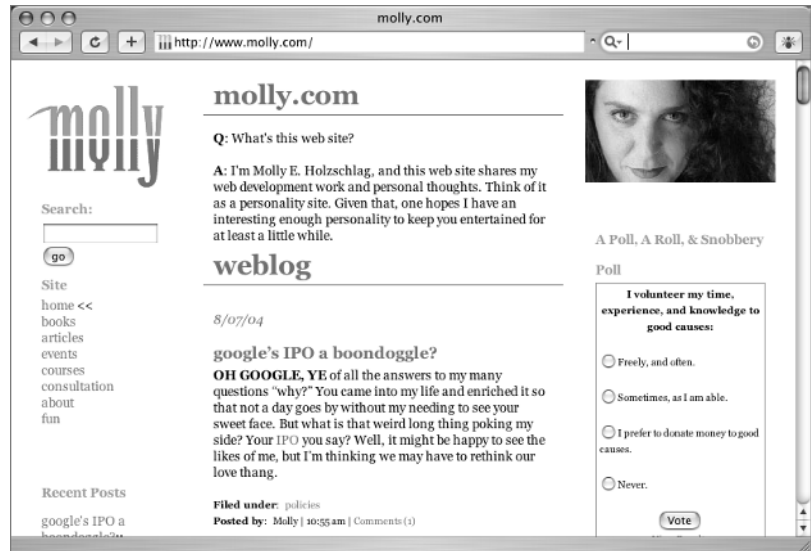 molly.com
http://www.molly.com/
molly
Search:
go
Site
home <<
books
articles
events
courses
consultation
about
fun
Recent Posts
google's IPO a
boondoggle?»
molly.com
Q: What's this web site?
A: I'm Molly E. Holzschlag, and this web site shares my
web development work and personal thoughts. Think of it
as a personality site. Given that, one hopes I have an
interesting enough personality to keep you entertained for
at least a little while.
weblog
8/07/04
google's IPO a boondoggle?
OH GOOGLE, YE of all the answers to my many
questions "why?" You came into my life and enriched it so
that not a day goes by without my needing to see your
sweet face. But what is that weird long thing poking my
side? Your IPO you say? Well, it might be happy to see the
likes of me, but I'm thinking we may have to rethink our
love thang.
Filed under: policies
Posted by: Molly | 10:55 am | Comments (1)
A Poll, A Roll, & Snobbery
Poll
I volunteer my time,
experience, and knowledge to
good causes:
Freely, and often.
Sometimes, as I am able.
I prefer to donate money to good
causes.
Never.
Vote